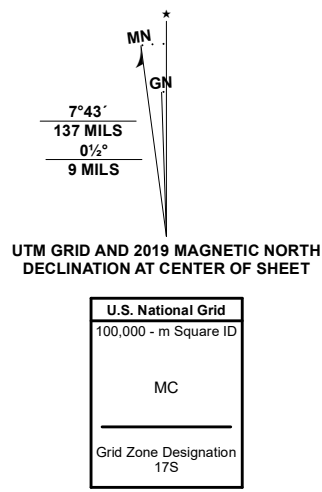 ★
MN
GN
7°43´
137 MILS
0½°
9 MILS
UTM GRID AND 2019 MAGNETIC NORTH
DECLINATION AT CENTER OF SHEET
U.S. National Grid
100,000 - m Square ID
MC
Grid Zone Designation
17S